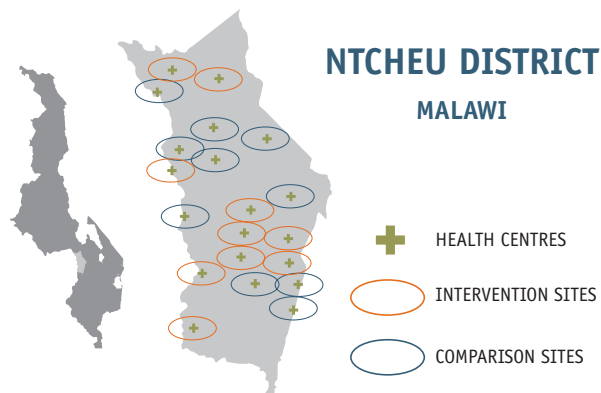 NTCHEU DISTRICT
MALAWI
HEALTH CENTRES
INTERVENTION SITES
COMPARISON SITES